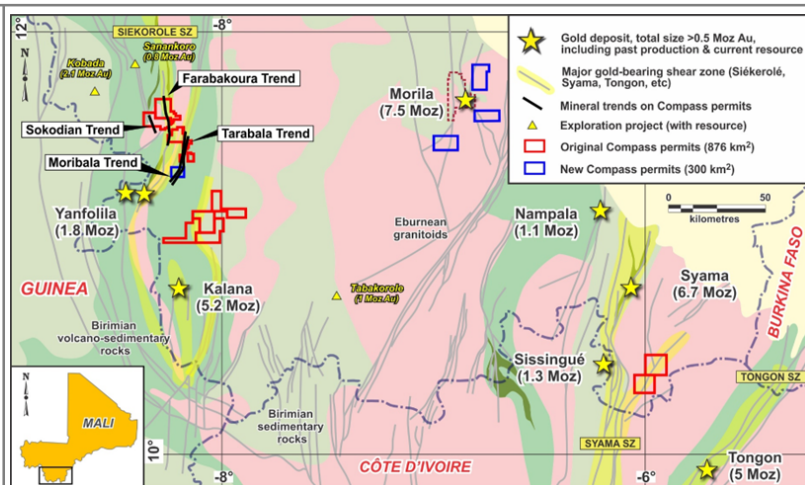 -8°
12°
N
SIEKOROLE SZ
Sanankoro
(0.8 Moz Au)
Kobada
(2.1 Moz Au)
Farabakoura Trend
Sokodian Trend
Tarabala Trend
Moribala Trend
Yanfolila
(1.8 Moz)
GUINEA
Kalana
(5.2 Moz)
Birimian
volcano-sedimentary
rocks
Morila
(7.5 Moz)
Eburnean
granitoids
Tabakorole
(1 Moz Au)
Nampala
(1.1 Moz)
Syama
(6.7 Moz)
BURKINA FASO
Sissingué
(1.3 Moz)
TONGON SZ
SYAMA SZ
Tongon
(5 Moz)
Birimian
sedimentary
rocks
CÔTE D'IVOIRE
10°
-8°
-6°
N
MALI
Gold deposit, total size >0.5 Moz Au,
including past production & current resource
Major gold-bearing shear zone (Siékerolé,
Syama, Tongon, etc)
Mineral trends on Compass permits
Exploration project (with resource)
Original Compass permits (876 km²)
New Compass permits (300 km²)
0 50
kilometres